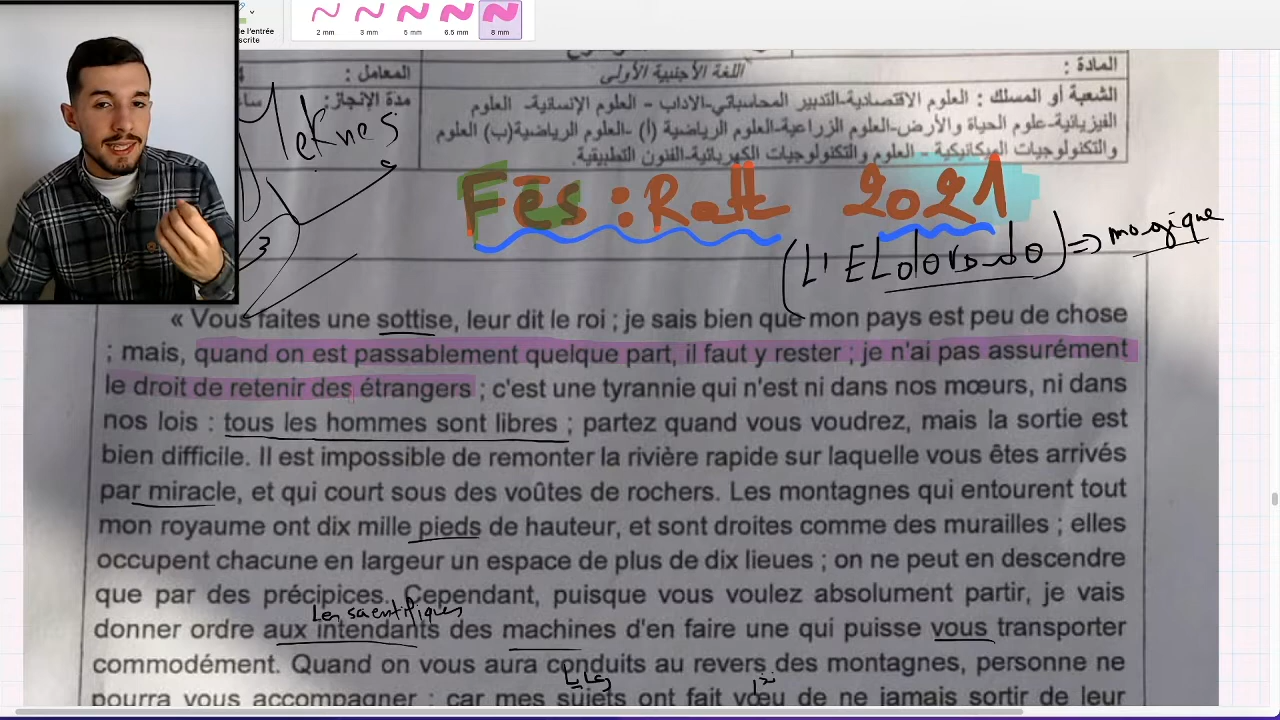 de l'entrée
scrite
2 mm 3 mm 5 mm 6.5 mm 8 mm
المادة :
اللغة الأجنبية الأولى
المعامل :
الشعبة أو المسلك : العلوم الاقتصادية-التدبير المحاسباتي-الآداب – العلوم الإنسانية- العلوم
مدة الإنجاز:
الفيزيائية-علوم الحياة والأرض-العلوم الزراعية-العلوم الرياضية (أ) -العلوم الرياضية(ب) العلوم
والتكنولوجيات الميكانيكية – العلوم والتكنولوجيات الكهربائية-الفنون التطبيقية.
Meknes
Fès : Ratt 2021
(L'ELdorado) => magique
3
« Vous faites une sottise, leur dit le roi ; je sais bien que mon pays est peu de chose
; mais, quand on est passablement quelque part, il faut y rester ; je n'ai pas assurément
le droit de retenir des étrangers ; c'est une tyrannie qui n'est ni dans nos mœurs, ni dans
nos lois : tous les hommes sont libres ; partez quand vous voudrez, mais la sortie est
bien difficile. Il est impossible de remonter la rivière rapide sur laquelle vous êtes arrivés
par miracle, et qui court sous des voûtes de rochers. Les montagnes qui entourent tout
mon royaume ont dix mille pieds de hauteur, et sont droites comme des murailles ; elles
occupent chacune en largeur un espace de plus de dix lieues ; on ne peut en descendre
que par des précipices. Cependant, puisque vous voulez absolument partir, je vais
Les scientifiques
donner ordre aux intendants des machines d'en faire une qui puisse vous transporter
commodément. Quand on vous aura conduits au revers des montagnes, personne ne
pourra vous accompagner ; car mes sujets ont fait vœu de ne jamais sortir de leur